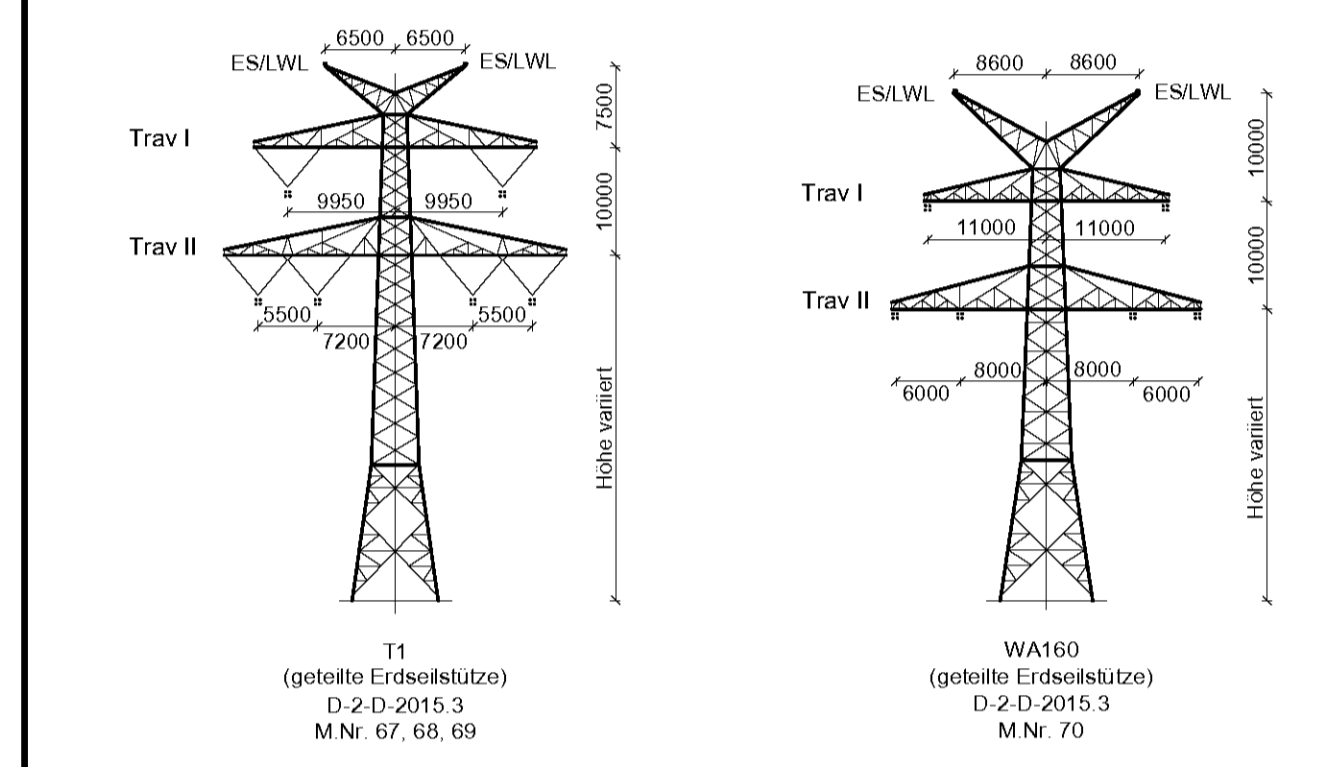 6500 6500
ES/LWL ES/LWL
7500
Trav I
9950 9950
10000
Trav II
5500 5500
7200 7200
Höhe variiert
T1
(geteilte Erdseilstütze)
D-2-D-2015.3
M.Nr. 67, 68, 69
8600 8600
ES/LWL ES/LWL
10000
Trav I
11000 11000
10000
Trav II
8000 8000
6000 6000
Höhe variiert
WA160
(geteilte Erdseilstütze)
D-2-D-2015.3
M.Nr. 70